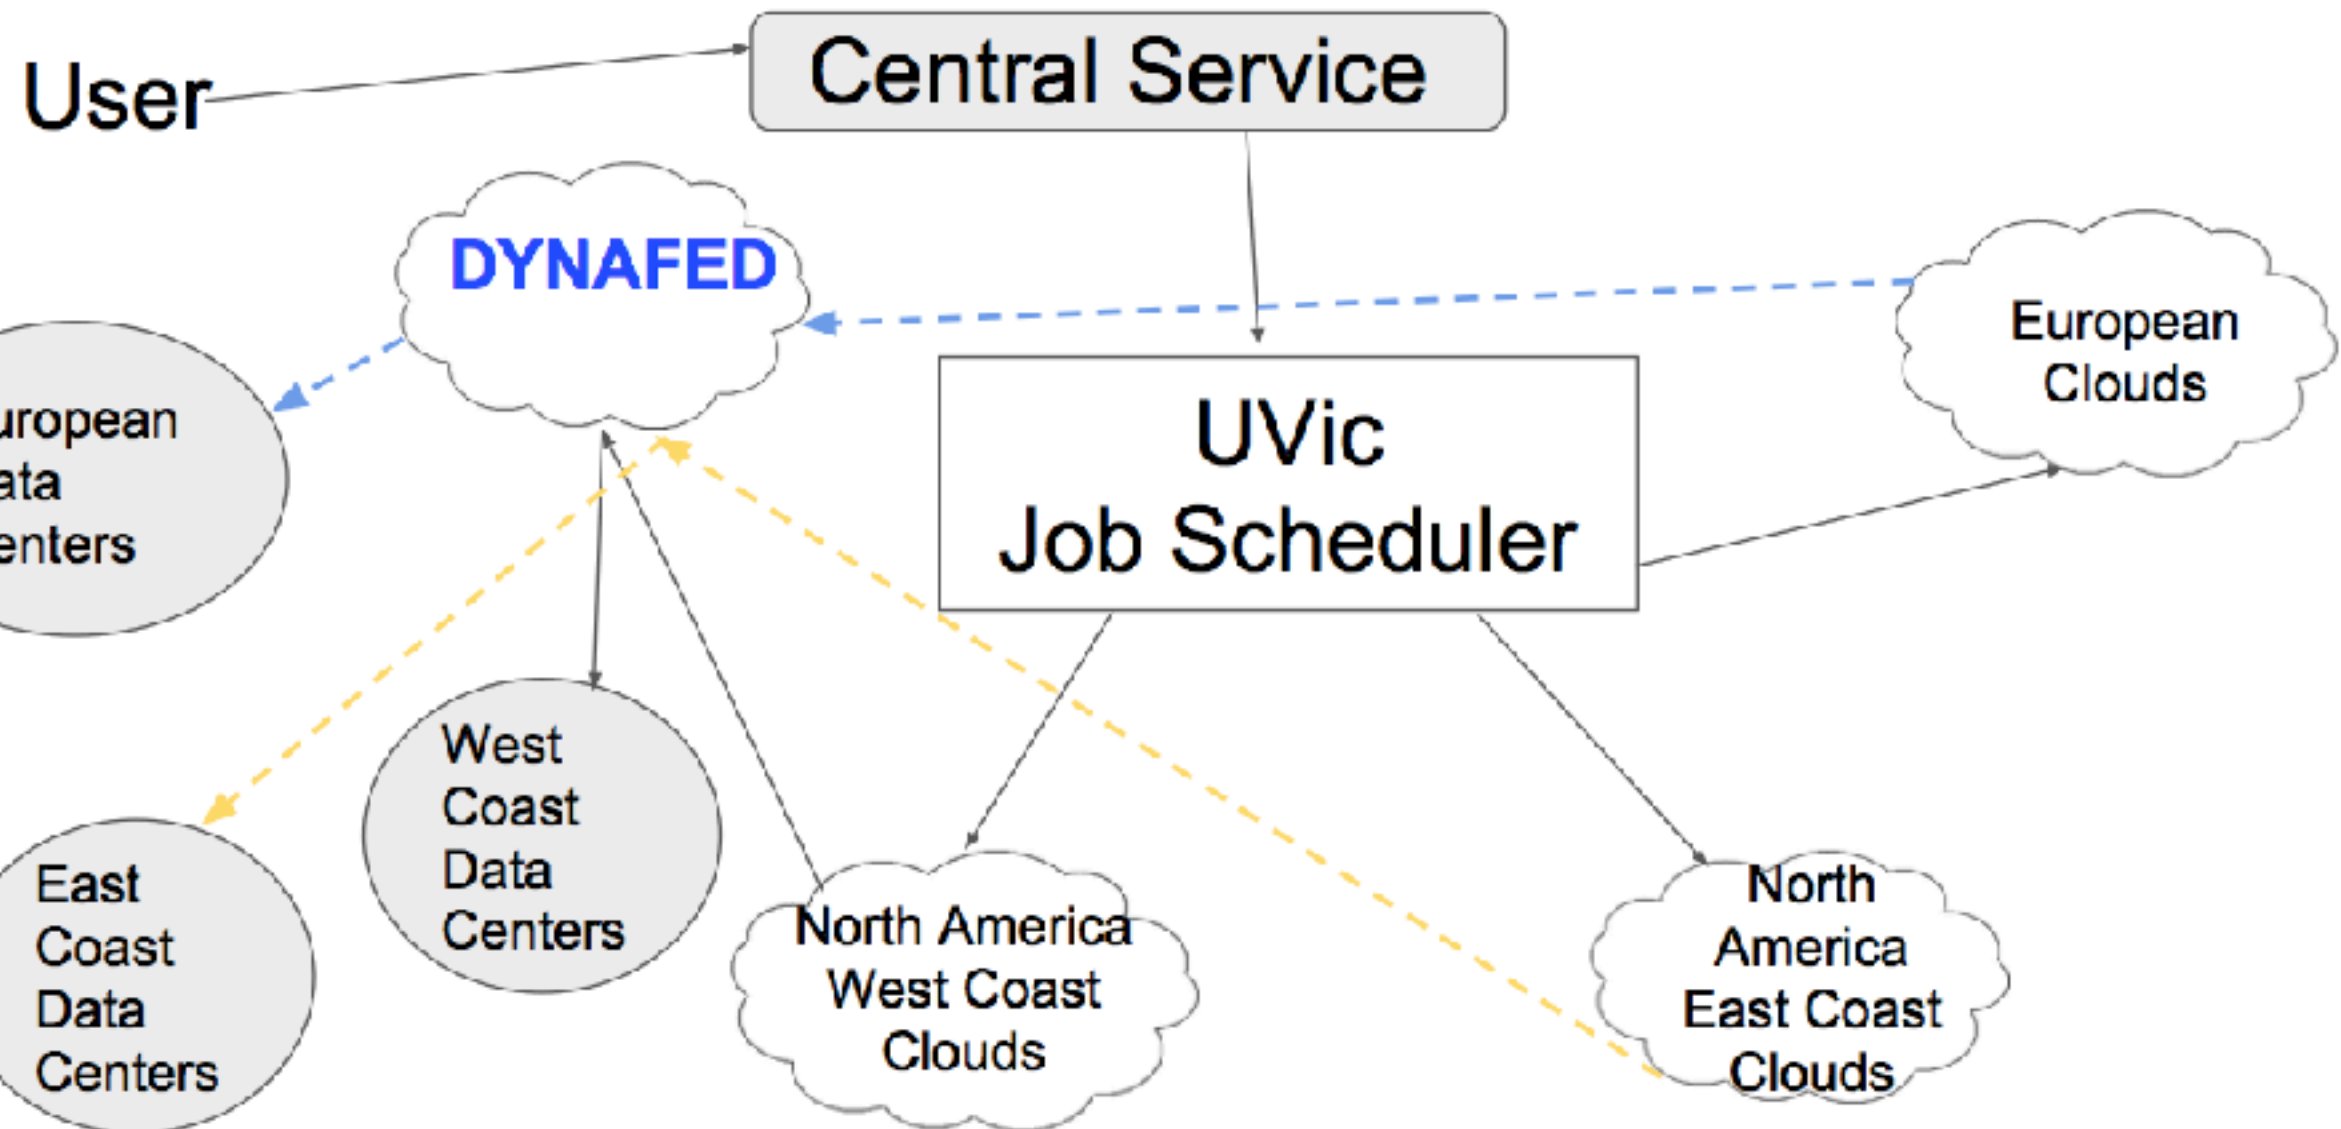 User
Central Service
DYNAFED
European
Clouds
UVic
Job Scheduler
uropean
ata
enters
West
Coast
Data
Centers
East
Coast
Data
Centers
North America
West Coast
Clouds
North
America
East Coast
Clouds